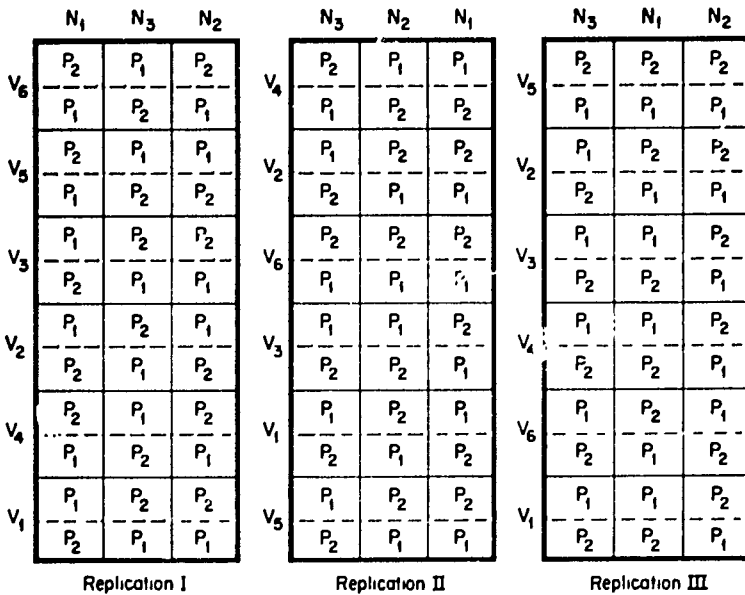 N₁ N₃ N₂
V₆
P₂ P₁ P₂
P₁ P₂ P₁
V₅
P₂ P₁ P₁
P₁ P₂ P₂
V₃
P₁ P₂ P₂
P₂ P₁ P₁
V₂
P₁ P₂ P₁
P₂ P₁ P₂
V₄
P₂ P₁ P₂
P₁ P₂ P₁
V₁
P₁ P₂ P₂
P₂ P₁ P₁
Replication I
N₃ N₂ N₁
V₄
P₂ P₁ P₁
P₁ P₂ P₂
V₂
P₁ P₂ P₂
P₂ P₁ P₁
V₆
P₂ P₂ P₂
P₁ P₁ P₁
V₃
P₁ P₁ P₂
P₂ P₂ P₁
V₁
P₁ P₂ P₁
P₂ P₁ P₂
V₅
P₁ P₂ P₂
P₂ P₁ P₁
Replication II
N₃ N₁ N₂
V₅
P₂ P₂ P₂
P₁ P₁ P₁
V₂
P₁ P₂ P₂
P₂ P₁ P₁
V₃
P₁ P₁ P₂
P₂ P₂ P₁
V₄
P₁ P₁ P₂
P₂ P₂ P₁
V₆
P₁ P₂ P₁
P₂ P₁ P₂
V₁
P₁ P₁ P₂
P₂ P₂ P₁
Replication III